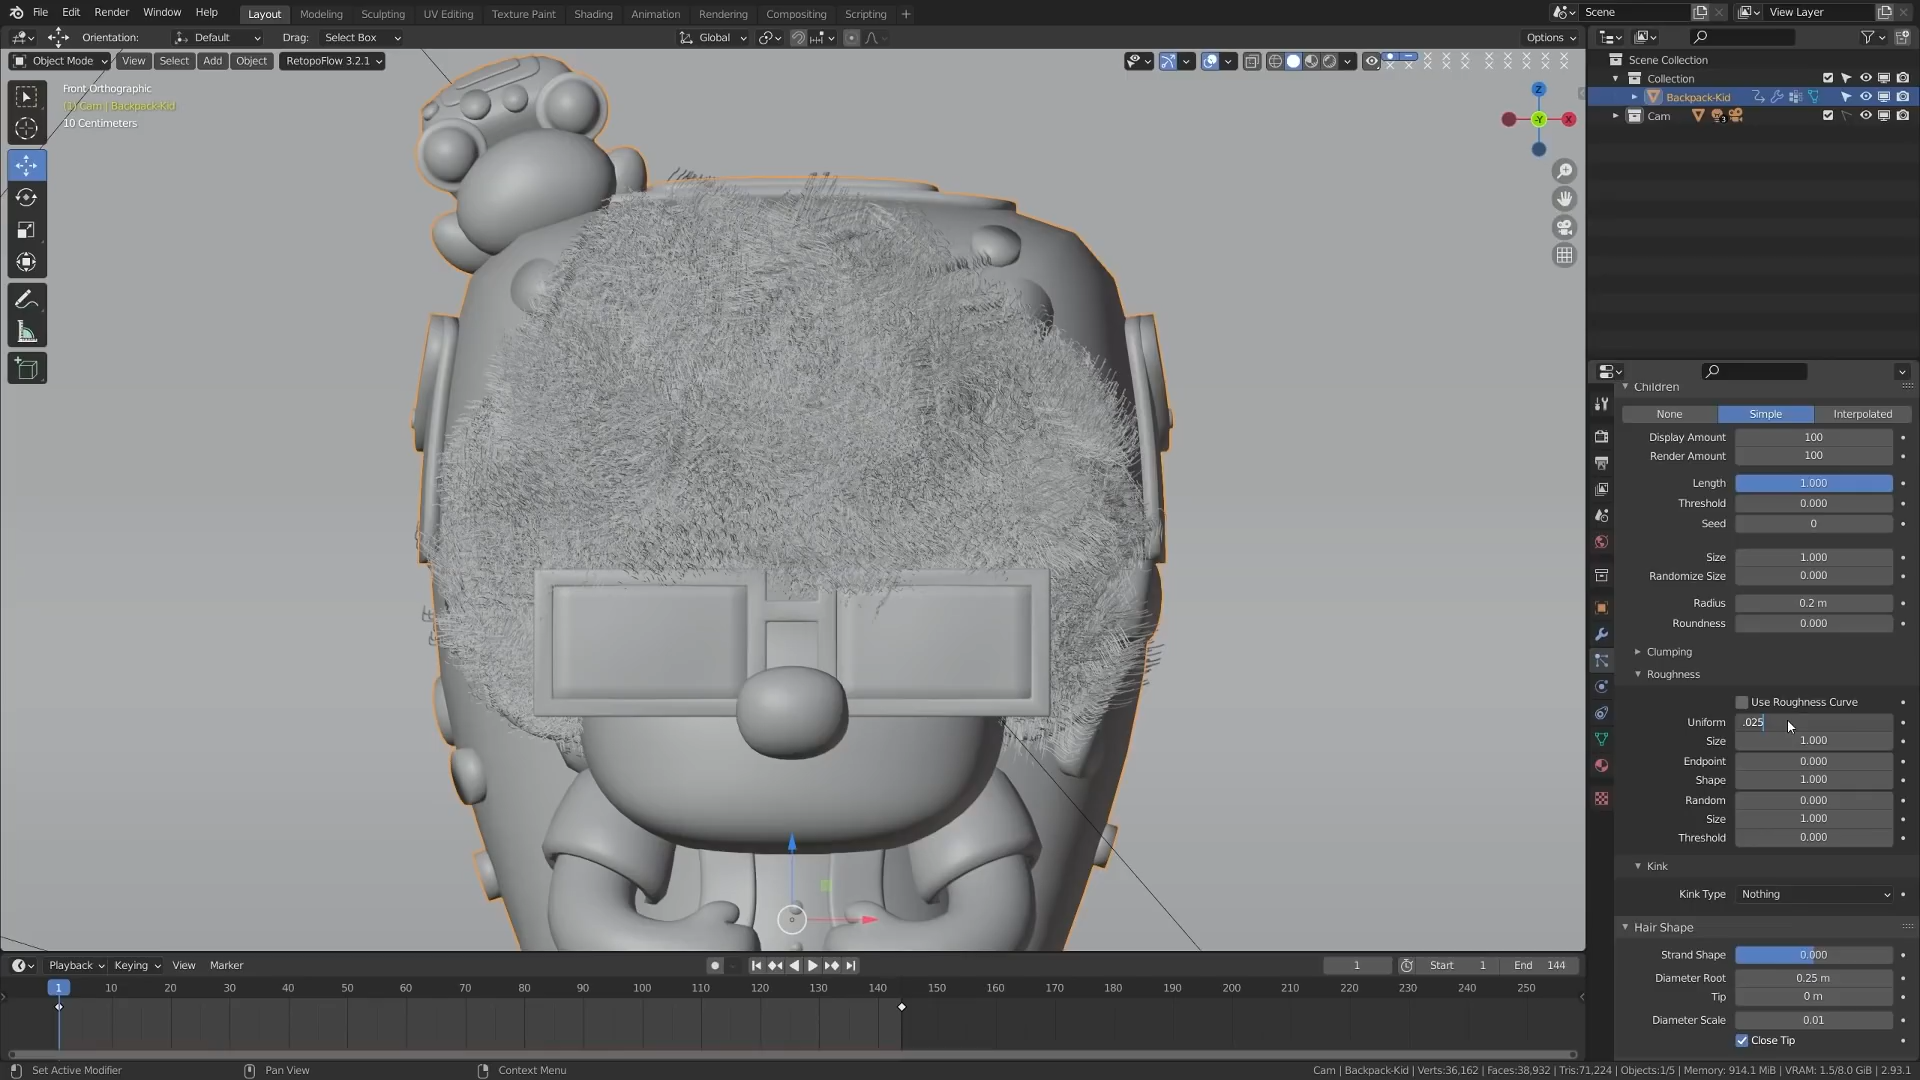 File Edit Render Window Help Layout Modeling Sculpting UV Editing Texture Paint Shading Animation Rendering Compositing Scripting + Scene View Layer
Orientation: Default Drag: Select Box Global Options
Object Mode View Select Add Object RetopoFlow 3.2.1
Front Orthographic
(1) Cam | Backpack-Kid
10 Centimeters
Z
Y
X
Scene Collection
Collection
Backpack-Kid
Cam 3
Children
None Simple Interpolated
Display Amount 100
Render Amount 100
Length 1.000
Threshold 0.000
Seed 0
Size 1.000
Randomize Size 0.000
Radius 0.2 m
Roundness 0.000
Clumping
Roughness
Use Roughness Curve
Uniform .025
Size 1.000
Endpoint 0.000
Shape 1.000
Random 0.000
Size 1.000
Threshold 0.000
Kink
Kink Type Nothing
Hair Shape
Strand Shape 0.000
Diameter Root 0.25 m
Tip 0 m
Diameter Scale 0.01
Close Tip
Playback Keying View Marker 1 Start 1 End 144
1 10 20 30 40 50 60 70 80 90 100 110 120 130 140 150 160 170 180 190 200 210 220 230 240 250
Set Active Modifier Pan View Context Menu Cam | Backpack-Kid | Verts:36,162 | Faces:38,932 | Tris:71,224 | Objects:1/5 | Memory: 914.1 MiB | VRAM: 1.5/8.0 GiB | 2.93.1